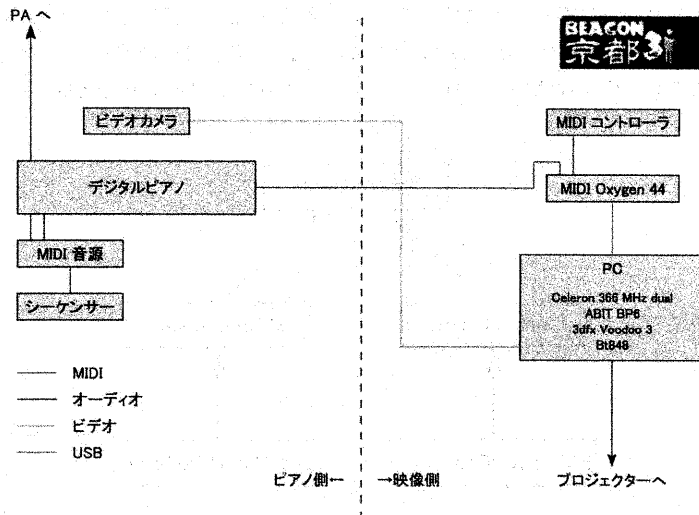 PA へ
BEACON
京都3i
ビデオカメラ
MIDI コントローラ
デジタルピアノ
MIDI Oxygen 44
MIDI 音源
シーケンサー
PC
Celeron 366 MHz dual
ABIT BP6
3dfx Voodoo 3
Bt848
MIDI
オーディオ
ビデオ
USB
ピアノ側←
→映像側
プロジェクターへ